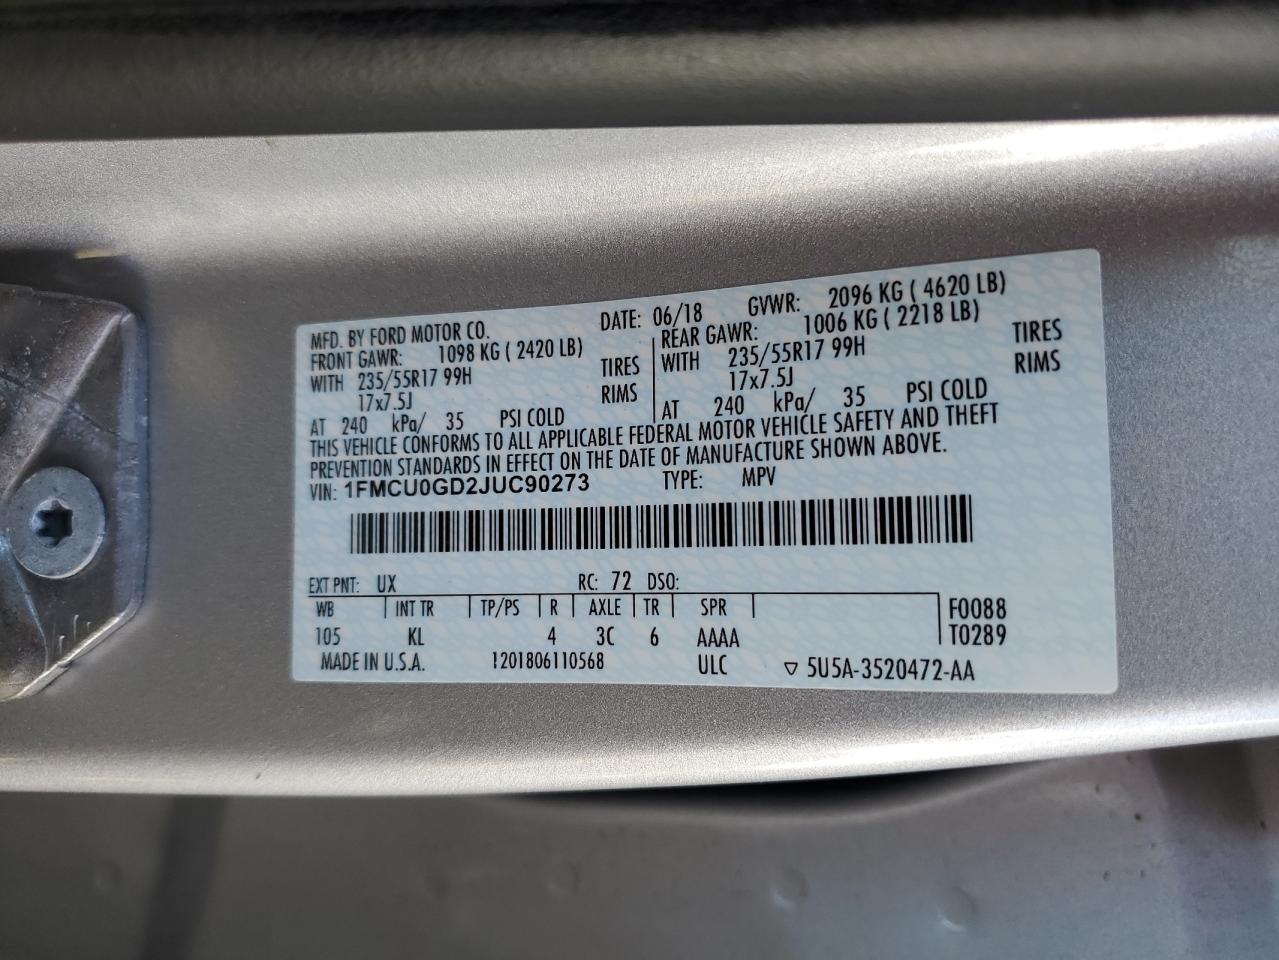 MFD. BY FORD MOTOR CO. DATE: 06/18 GVWR: 2096 KG ( 4620 LB)
FRONT GAWR: 1098 KG ( 2420 LB) REAR GAWR: 1006 KG ( 2218 LB)
WITH 235/55R17 99H TIRES WITH 235/55R17 99H TIRES
17x7.5J RIMS 17x7.5J RIMS
AT 240 kPa/ 35 PSI COLD AT 240 kPa/ 35 PSI COLD
THIS VEHICLE CONFORMS TO ALL APPLICABLE FEDERAL MOTOR VEHICLE SAFETY AND THEFT
PREVENTION STANDARDS IN EFFECT ON THE DATE OF MANUFACTURE SHOWN ABOVE.
VIN: 1FMCU0GD2JUC90273 TYPE: MPV
EXT PNT: UX RC: 72 DSO:
WB INT TR TP/PS R AXLE TR SPR F0088
105 KL 4 3C 6 AAAA T0289
MADE IN U.S.A. 1201806110568 ULC ▽ 5U5A-3520472-AA